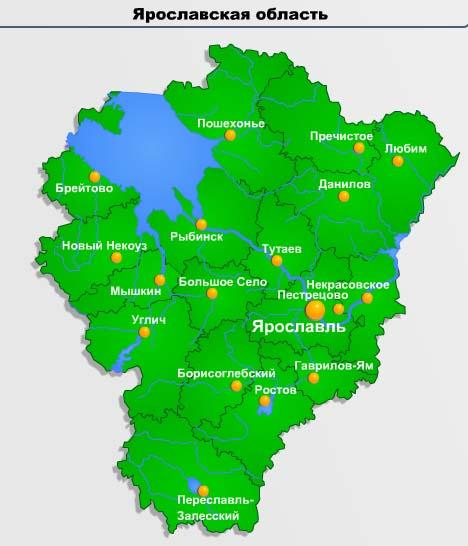 Ярославская область
Пошехонье
Пречистое
Любим
Брейтово
Данилов
Рыбинск
Новый Некоуз
Тутаев
Мышкин
Большое Село
Некрасовское
Пестрецово
Углич
Ярославль
Борисоглебский
Гаврилов-Ям
Ростов
Переславль-
Залесский